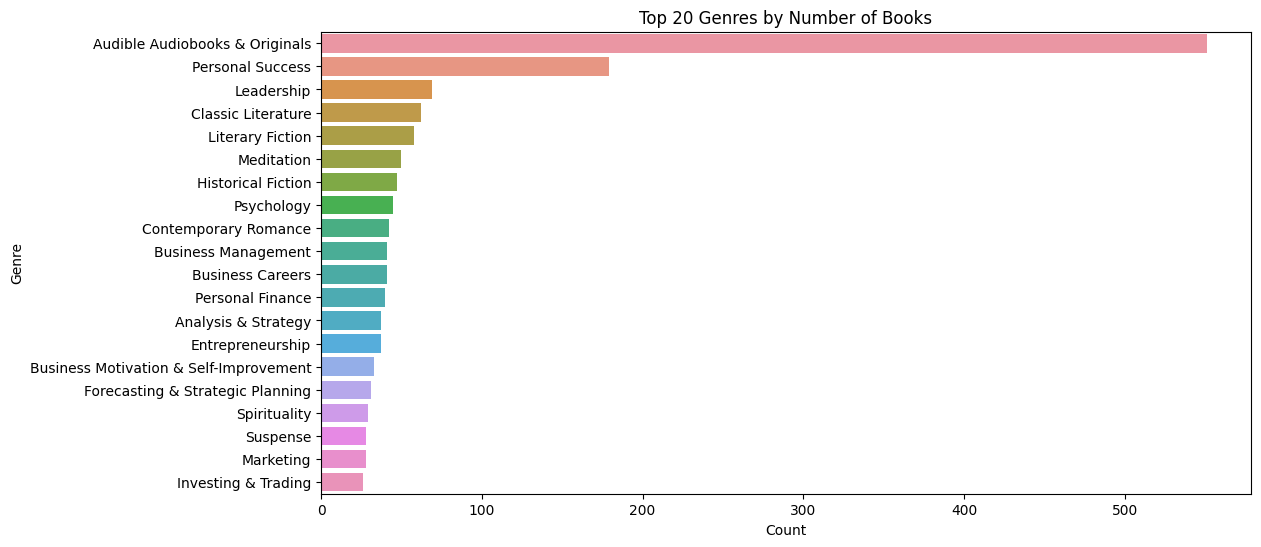 Top 20 Genres by Number of Books
Genre
Audible Audiobooks & Originals
Personal Success
Leadership
Classic Literature
Literary Fiction
Meditation
Historical Fiction
Psychology
Contemporary Romance
Business Management
Business Careers
Personal Finance
Analysis & Strategy
Entrepreneurship
Business Motivation & Self-Improvement
Forecasting & Strategic Planning
Spirituality
Suspense
Marketing
Investing & Trading
0 100 200 300 400 500
Count